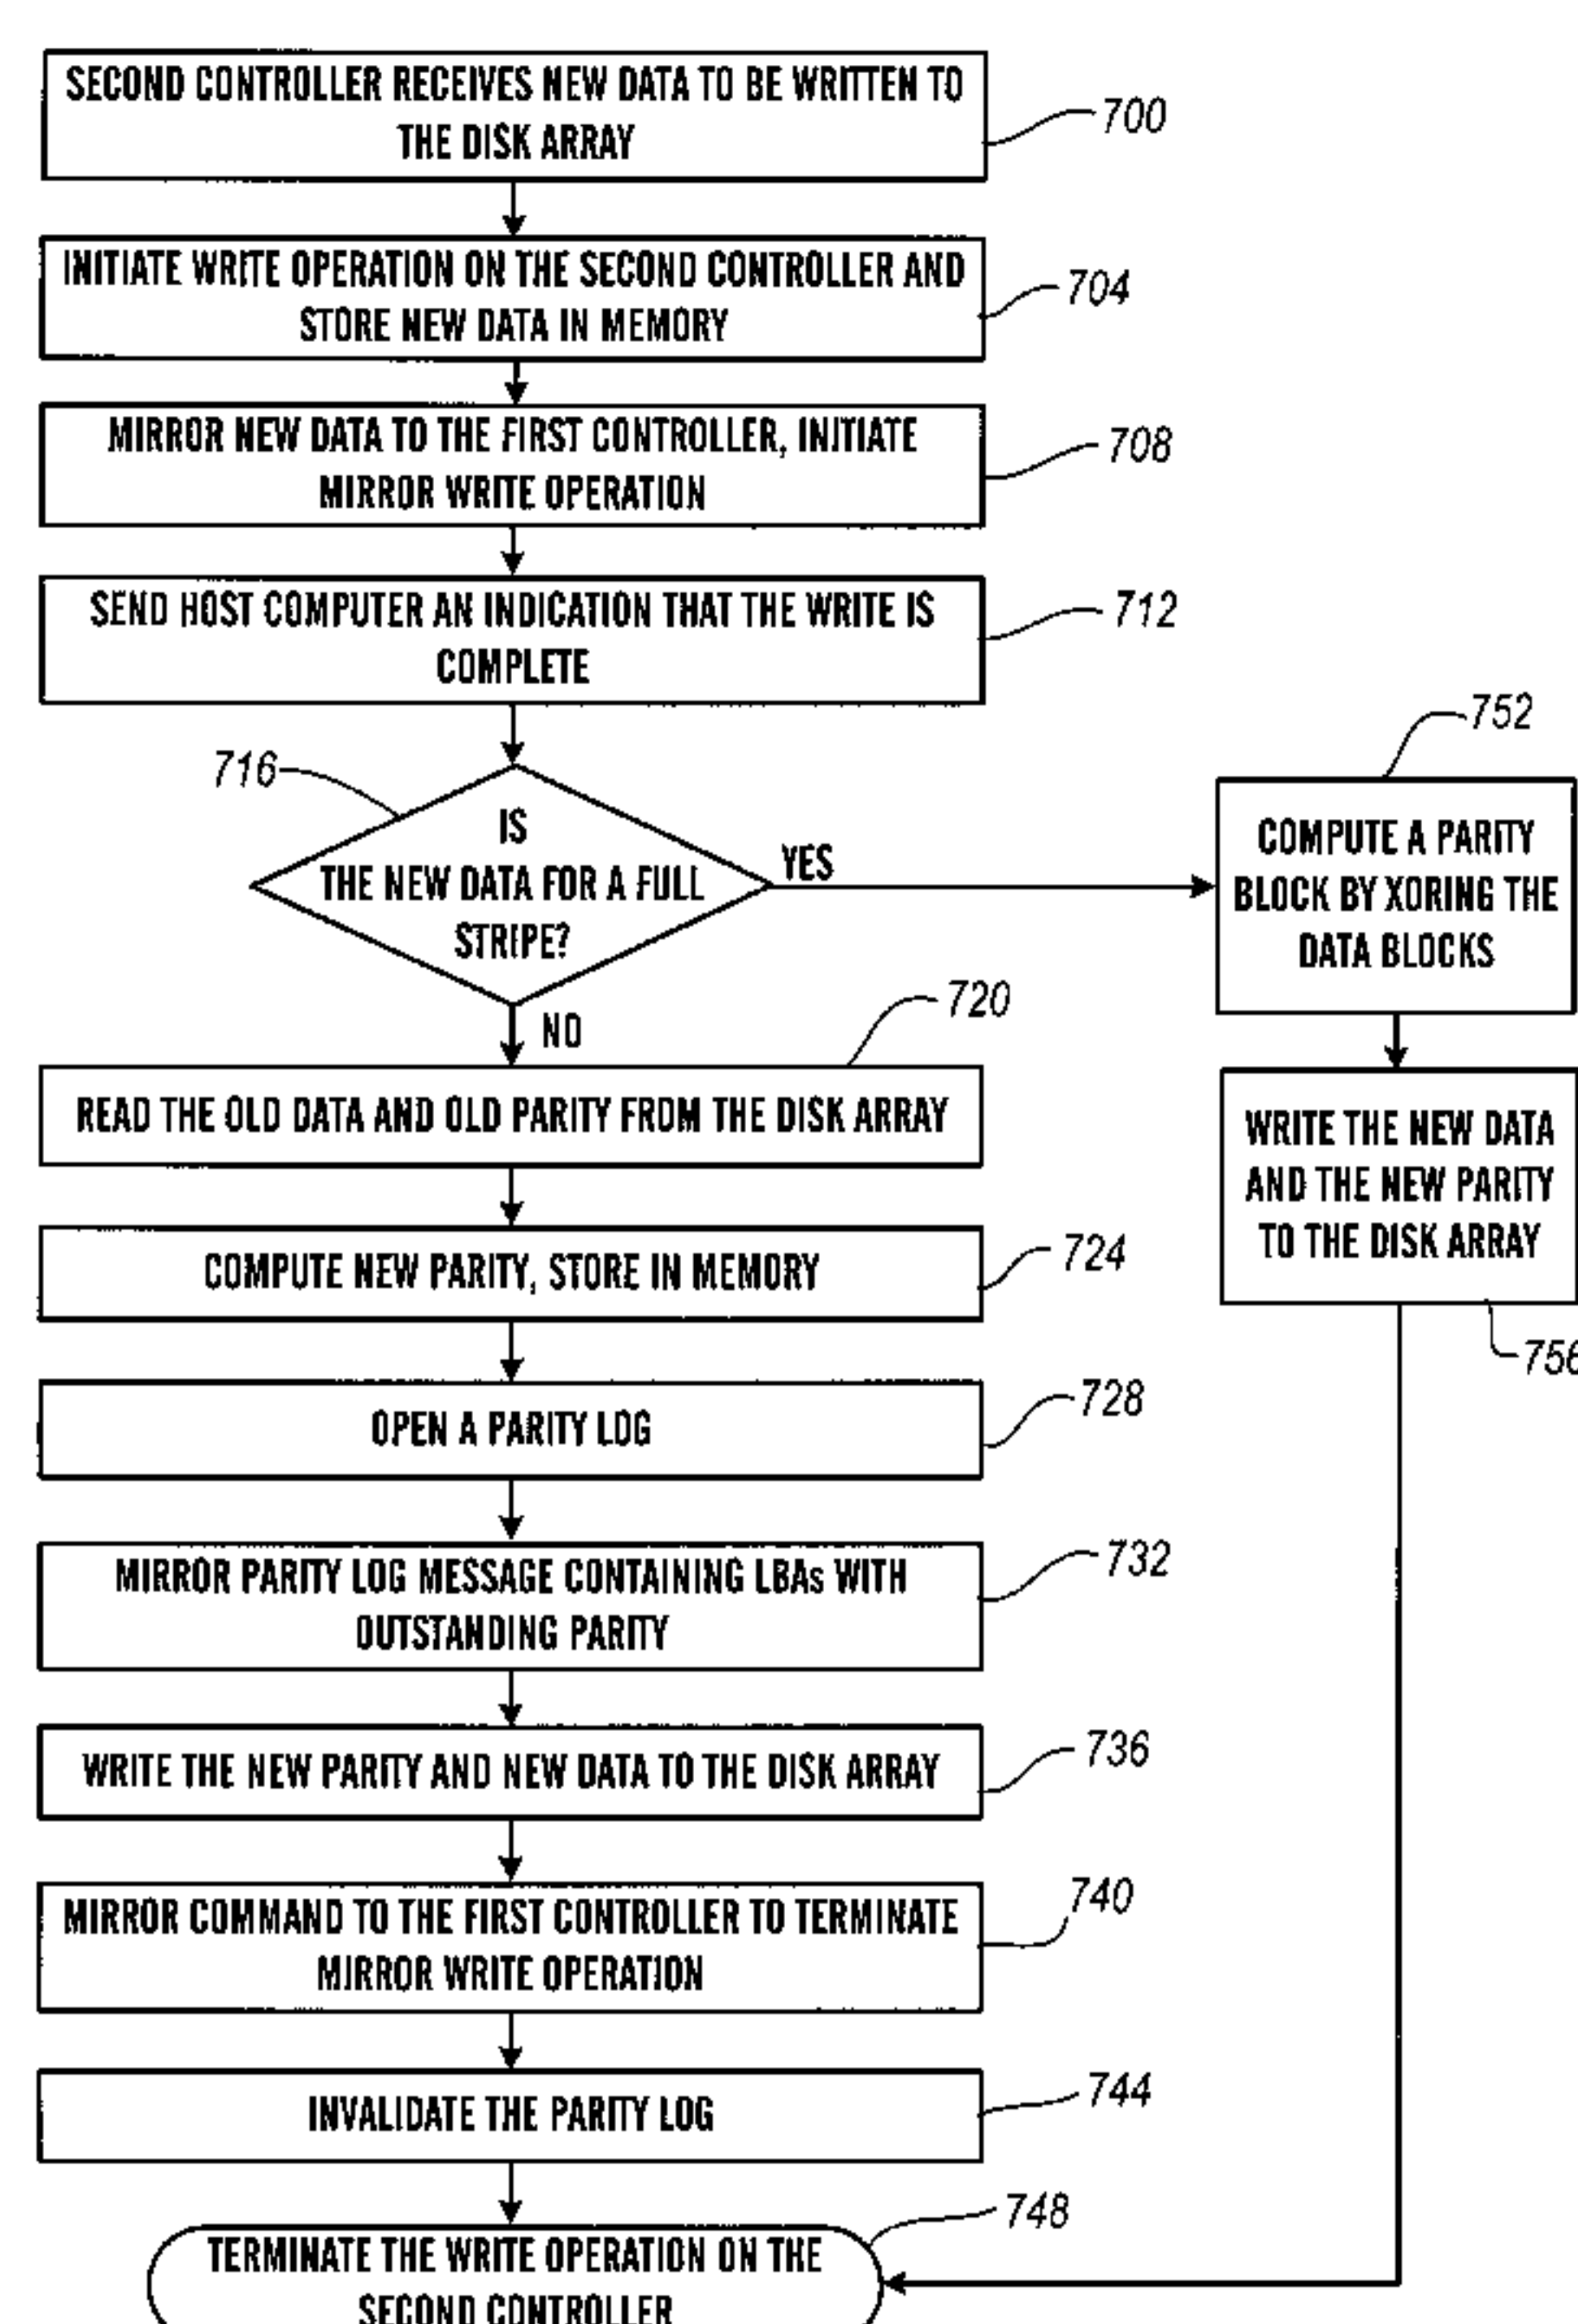 SECOND CONTROLLER RECEIVES NEW DATA TO BE WRITTEN TO
THE DISK ARRAY
700
INITIATE WRITE OPERATION ON THE SECOND CONTROLLER AND
STORE NEW DATA IN MEMORY
704
MIRROR NEW DATA TO THE FIRST CONTROLLER, INITIATE
MIRROR WRITE OPERATION
708
SEND HOST COMPUTER AN INDICATION THAT THE WRITE IS
COMPLETE
712
716
IS
THE NEW DATA FOR A FULL
STRIPE?
YES
NO
752
COMPUTE A PARITY
BLOCK BY XORING THE
DATA BLOCKS
WRITE THE NEW DATA
AND THE NEW PARITY
TO THE DISK ARRAY
756
720
READ THE OLD DATA AND OLD PARITY FROM THE DISK ARRAY
COMPUTE NEW PARITY, STORE IN MEMORY
724
OPEN A PARITY LOG
728
MIRROR PARITY LOG MESSAGE CONTAINING LBAs WITH
OUTSTANDING PARITY
732
WRITE THE NEW PARITY AND NEW DATA TO THE DISK ARRAY
736
MIRROR COMMAND TO THE FIRST CONTROLLER TO TERMINATE
MIRROR WRITE OPERATION
740
INVALIDATE THE PARITY LOG
744
TERMINATE THE WRITE OPERATION ON THE
SECOND CONTROLLER
748